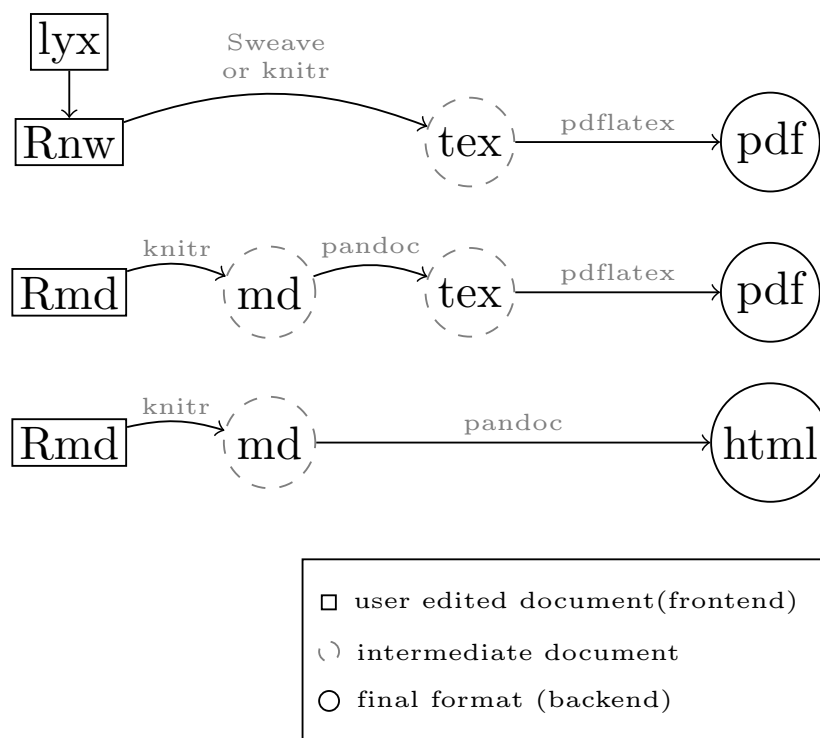 lyx
Sweave
or knitr
Rnw
tex
pdflatex
pdf
knitr
pandoc
Rmd
md
tex
pdflatex
pdf
knitr
Rmd
md
pandoc
html
user edited document(frontend)
intermediate document
final format (backend)